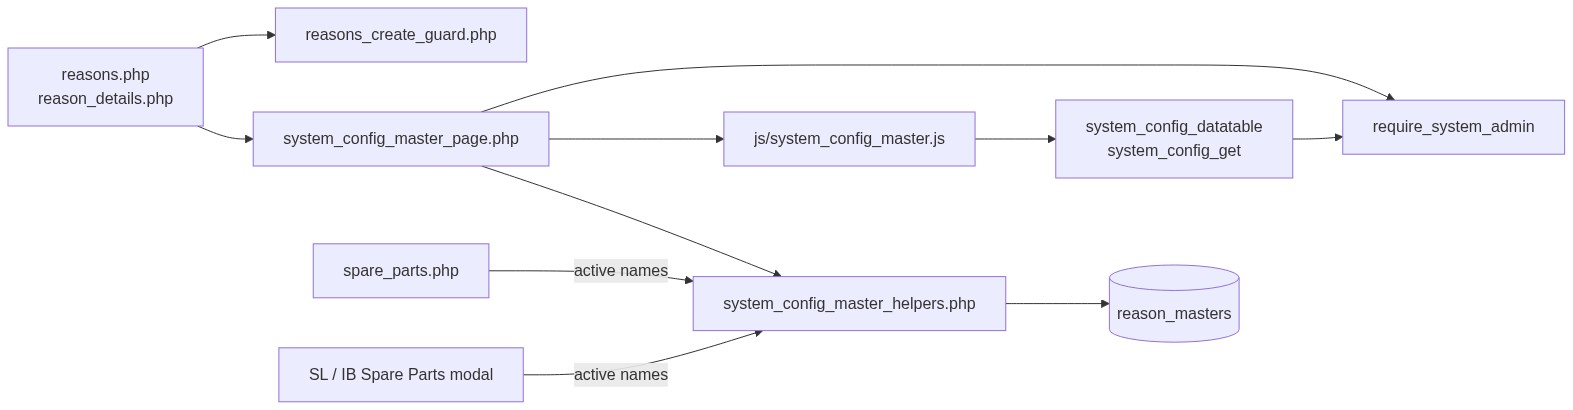 reasons_create_guard.php
reasons.php
reason_details.php
system_config_master_page.php
js/system_config_master.js
system_config_datatable
system_config_get
require_system_admin
spare_parts.php
active names
system_config_master_helpers.php
reason_masters
SL / IB Spare Parts modal
active names